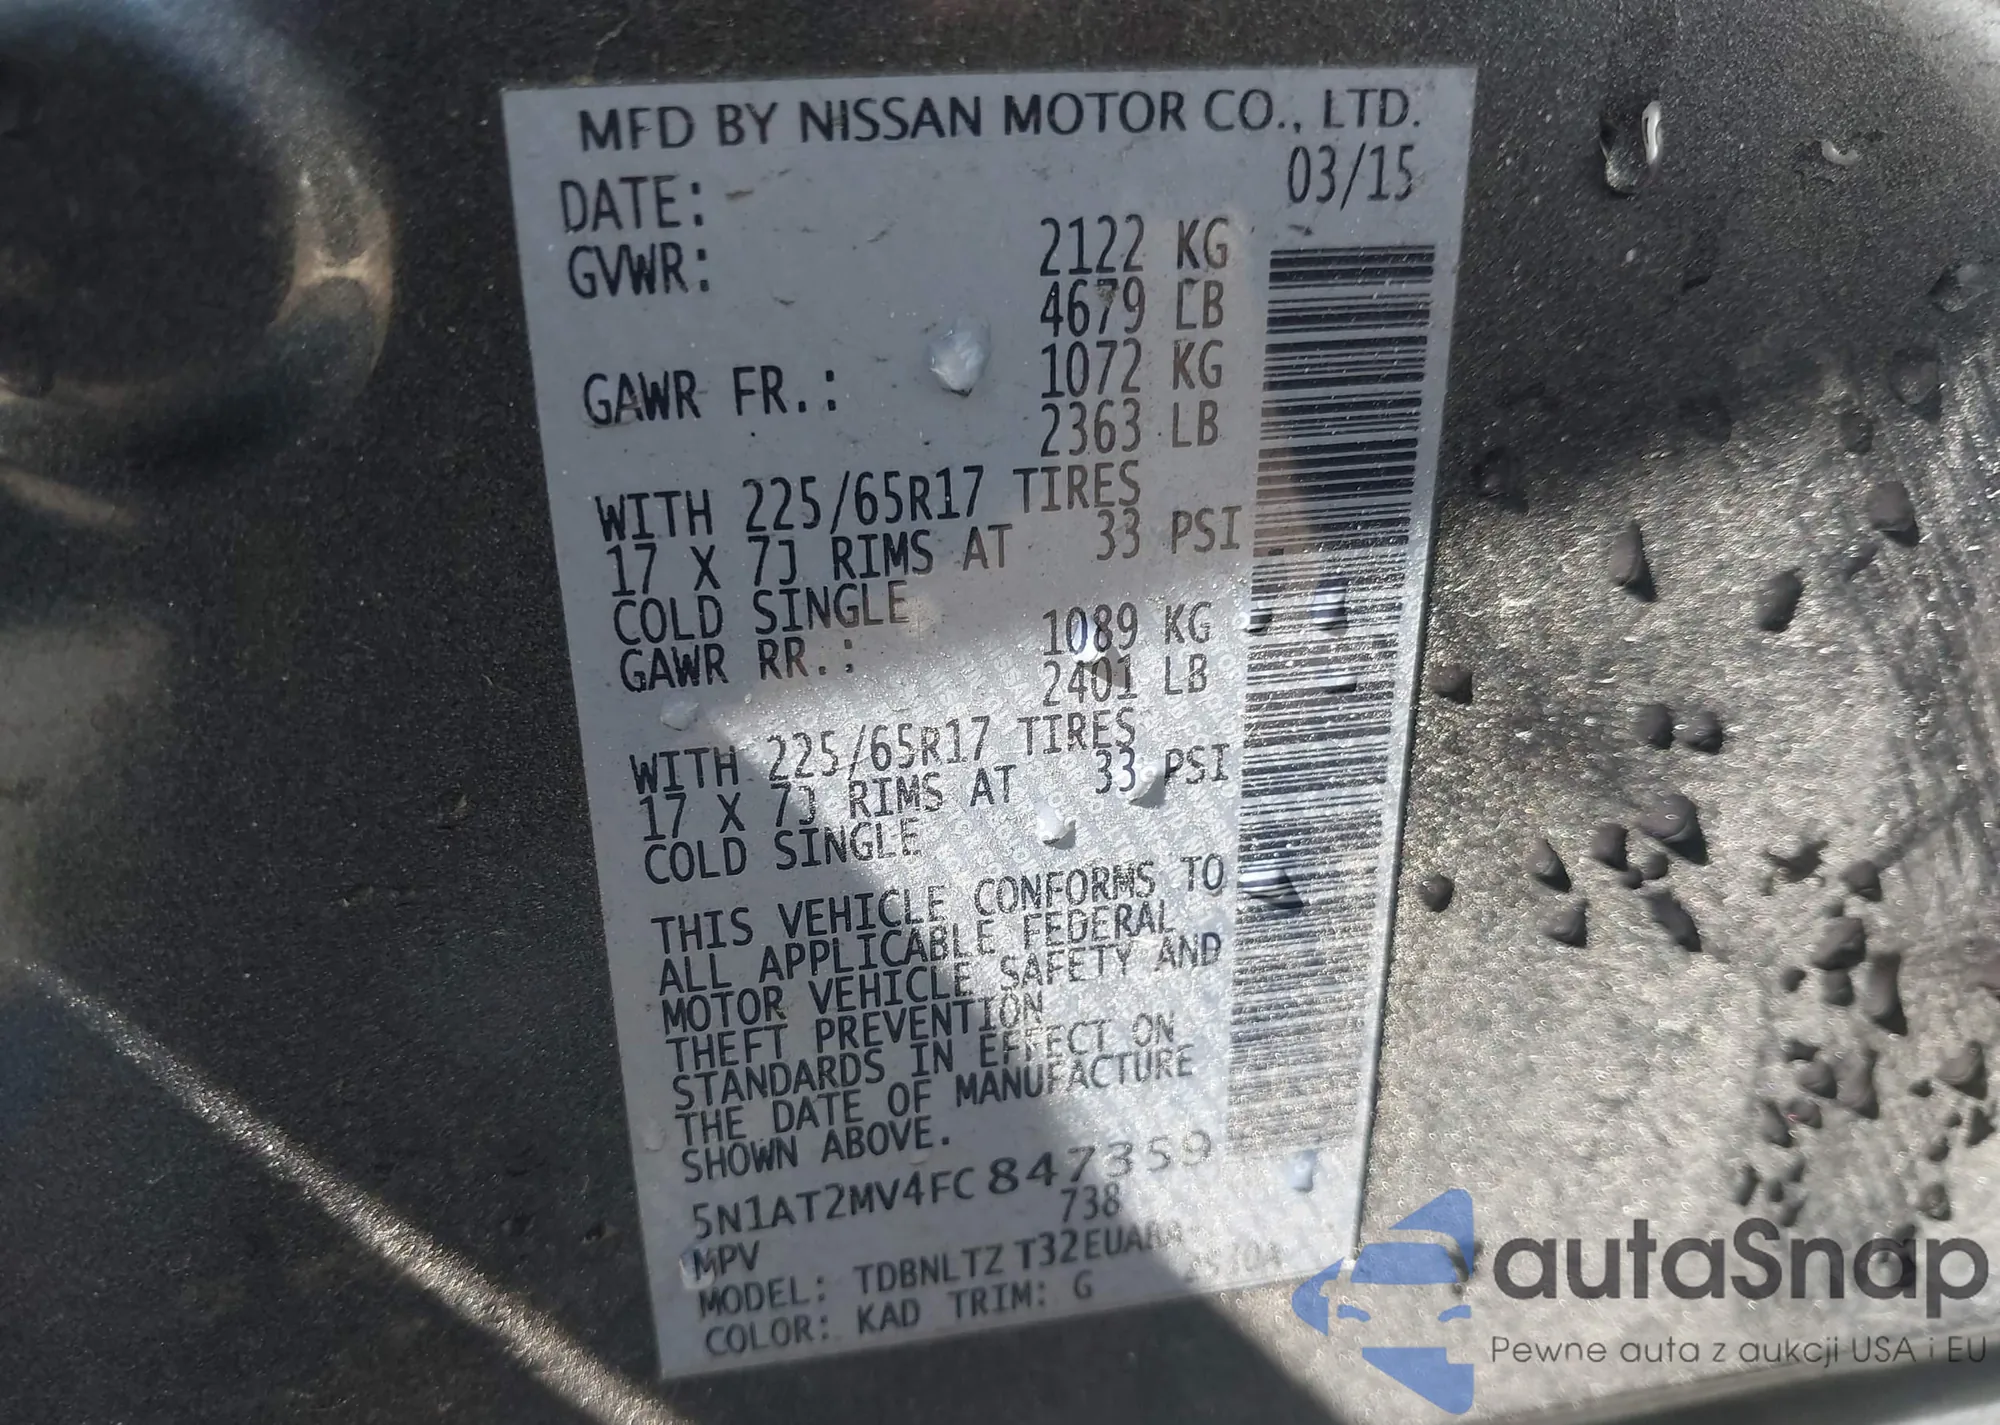 MFD BY NISSAN MOTOR CO., LTD.
DATE: 03/15
GVWR: 2122 KG
4679 LB
GAWR FR.: 1072 KG
2363 LB
WITH 225/65R17 TIRES
17 X 7J RIMS AT 33 PSI
COLD SINGLE
GAWR RR.: 1089 KG
2401 LB
WITH 225/65R17 TIRES
17 X 7J RIMS AT 33 PSI
COLD SINGLE
THIS VEHICLE CONFORMS TO
ALL APPLICABLE FEDERAL
MOTOR VEHICLE SAFETY AND
THEFT PREVENTION
STANDARDS IN EFFECT ON
THE DATE OF MANUFACTURE
SHOWN ABOVE.
5N1AT2MV4FC847359
738
MPV
MODEL: TDBNLTZ
COLOR: KAD TRIM: G
autaSnap
Pewne auta z aukcji USA i EU